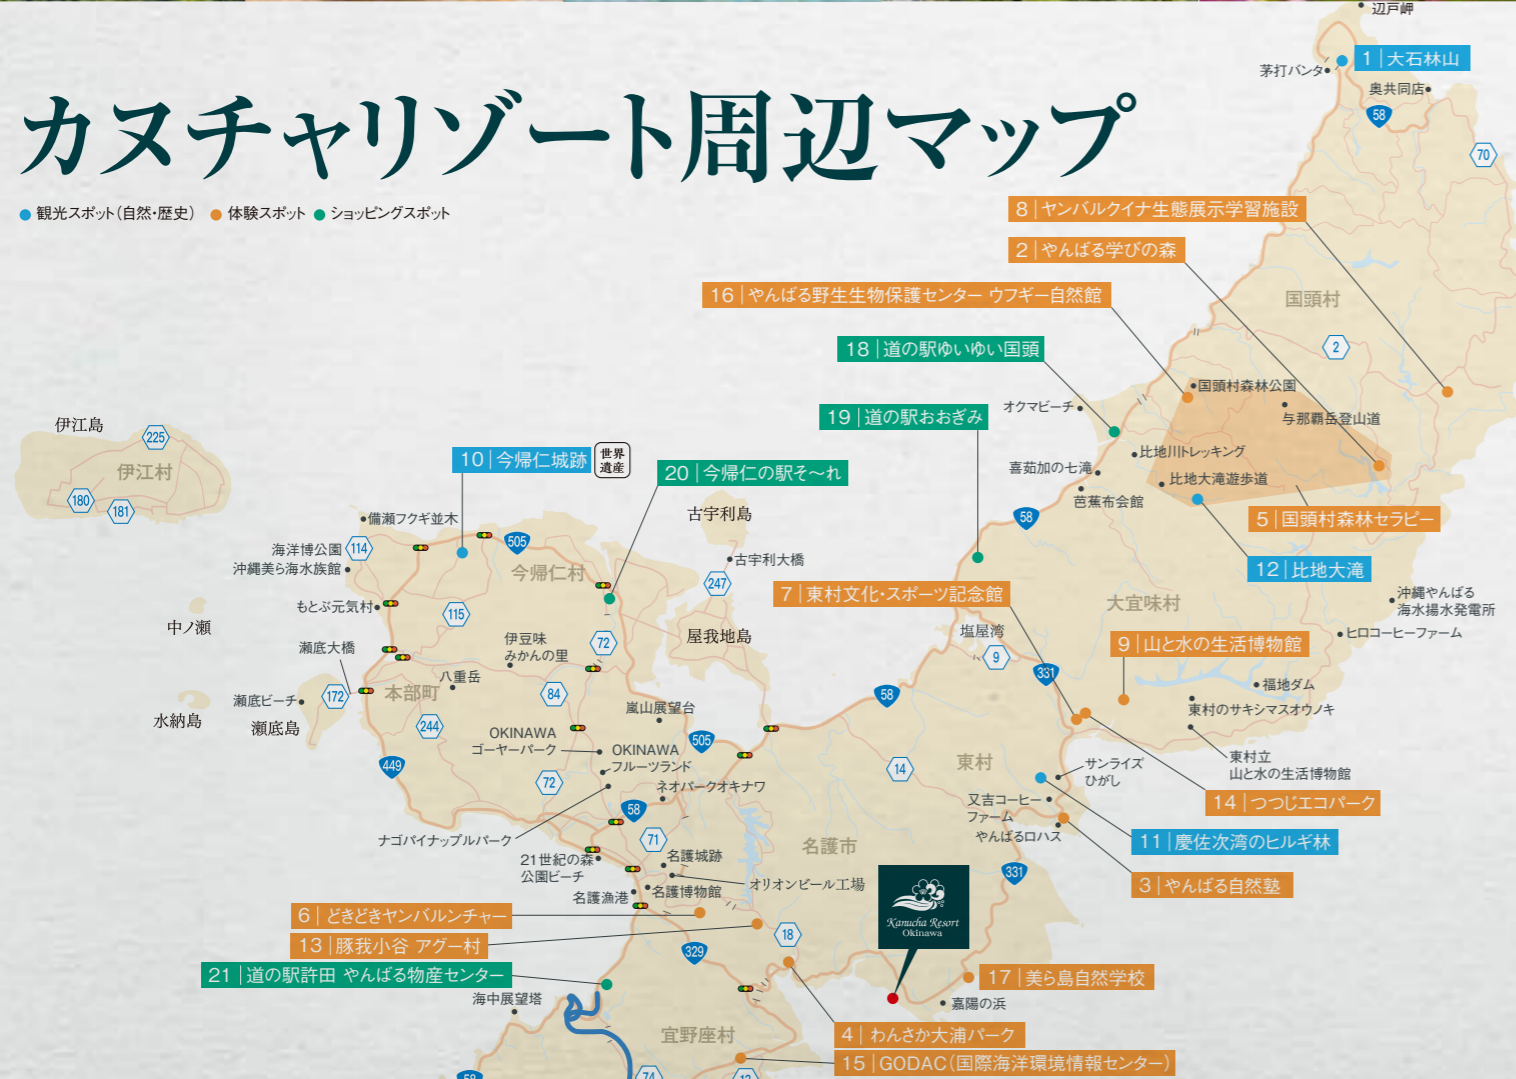 カヌチャリゾート周辺マップ
観光スポット（自然・歴史） 体験スポット ショッピングスポット
辺戸岬
1｜大石林山
茅打バンタ
奥共同店
58
70
8｜ヤンバルクイナ生態展示学習施設
2｜やんばる学びの森
16｜やんばる野生生物保護センター ウフギー自然館
国頭村
18｜道の駅ゆいゆい国頭
2
国頭村森林公園
オクマビーチ
与那覇岳登山道
19｜道の駅おおぎみ
比地川トレッキング
喜茹加の七滝
比地大滝遊歩道
芭蕉布会館
58
5｜国頭村森林セラピー
12｜比地大滝
伊江島
225
伊江村
180
181
10｜今帰仁城跡
世界
遺産
20｜今帰仁の駅そ～れ
古宇利島
備瀬フクギ並木
505
海洋博公園
114
沖縄美ら海水族館
今帰仁村
古宇利大橋
247
7｜東村文化・スポーツ記念館
大宜味村
沖縄やんばる
海水揚水発電所
もとぶ元気村
115
中ノ瀬
瀬底大橋
伊豆味
みかんの里
72
屋我地島
塩屋湾
9
ヒロコーヒーファーム
9｜山と水の生活博物館
331
八重岳
本部町
172
瀬底ビーチ
84
58
福地ダム
東村のサキシマスオウノキ
水納島
瀬底島
244
嵐山展望台
OKINAWA
ゴーヤーパーク
OKINAWA
フルーツランド
505
449
14
東村
サンライズ
ひがし
東村立
山と水の生活博物館
72
ネオパークオキナワ
又吉コーヒー
ファーム
14｜つつじエコパーク
58
ナゴパイナップルパーク
71
名護市
やんばるロハス
11｜慶佐次湾のヒルギ林
21世紀の森
公園ビーチ
名護城跡
331
オリオンビール工場
3｜やんばる自然塾
名護漁港
名護博物館
Kanucha Resort
Okinawa
6｜どきどきヤンバルンチャー
13｜豚我小谷 アグー村
18
329
21｜道の駅許田 やんばる物産センター
17｜美ら島自然学校
海中展望塔
嘉陽の浜
宜野座村
4｜わんさか大浦パーク
15｜GODAC（国際海洋環境情報センター）
58
74
13